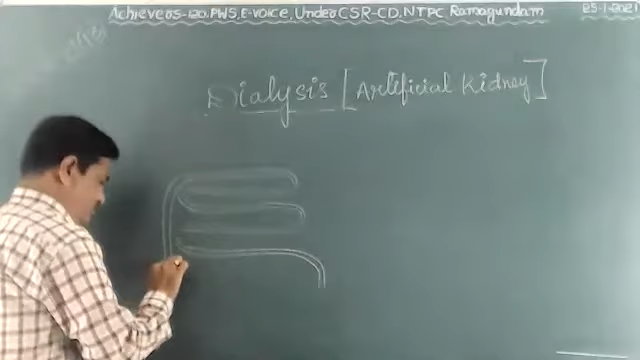 Achievers-120, PWS, E-Voice, Under CSR-CD, NTPC Ramagundam
25-1-2021
Dialysis [Artificial Kidney]